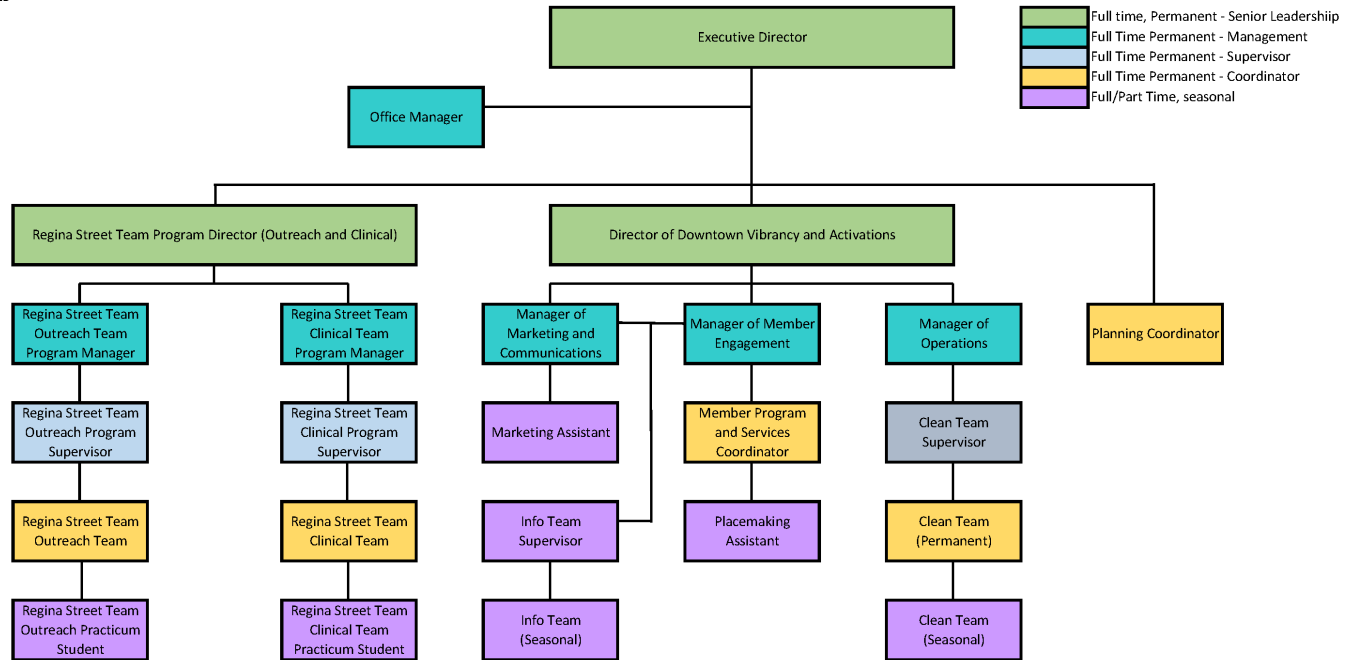 Executive Director
Full time, Permanent - Senior Leadershiip
Full Time Permanent - Management
Full Time Permanent - Supervisor
Full Time Permanent - Coordinator
Full/Part Time, seasonal
Office Manager
Regina Street Team Program Director (Outreach and Clinical)
Director of Downtown Vibrancy and Activations
Regina Street Team
Outreach Team
Program Manager
Regina Street Team
Clinical Team
Program Manager
Manager of
Marketing and
Communications
Manager of Member
Engagement
Manager of
Operations
Planning Coordinator
Regina Street Team
Outreach Program
Supervisor
Regina Street Team
Clinical Program
Supervisor
Marketing Assistant
Member Program
and Services
Coordinator
Clean Team
Supervisor
Regina Street Team
Outreach Team
Regina Street Team
Clinical Team
Info Team
Supervisor
Placemaking
Assistant
Clean Team
(Permanent)
Regina Street Team
Outreach Practicum
Student
Regina Street Team
Clinical Team
Practicum Student
Info Team
(Seasonal)
Clean Team
(Seasonal)